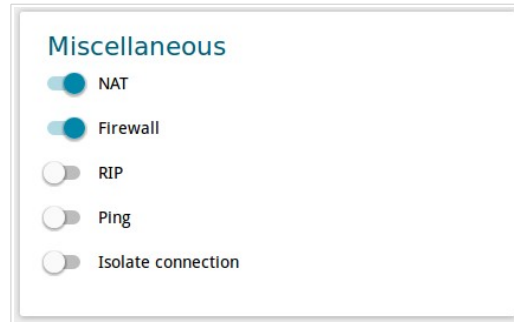 Miscellaneous
NAT
Firewall
RIP
Ping
Isolate connection